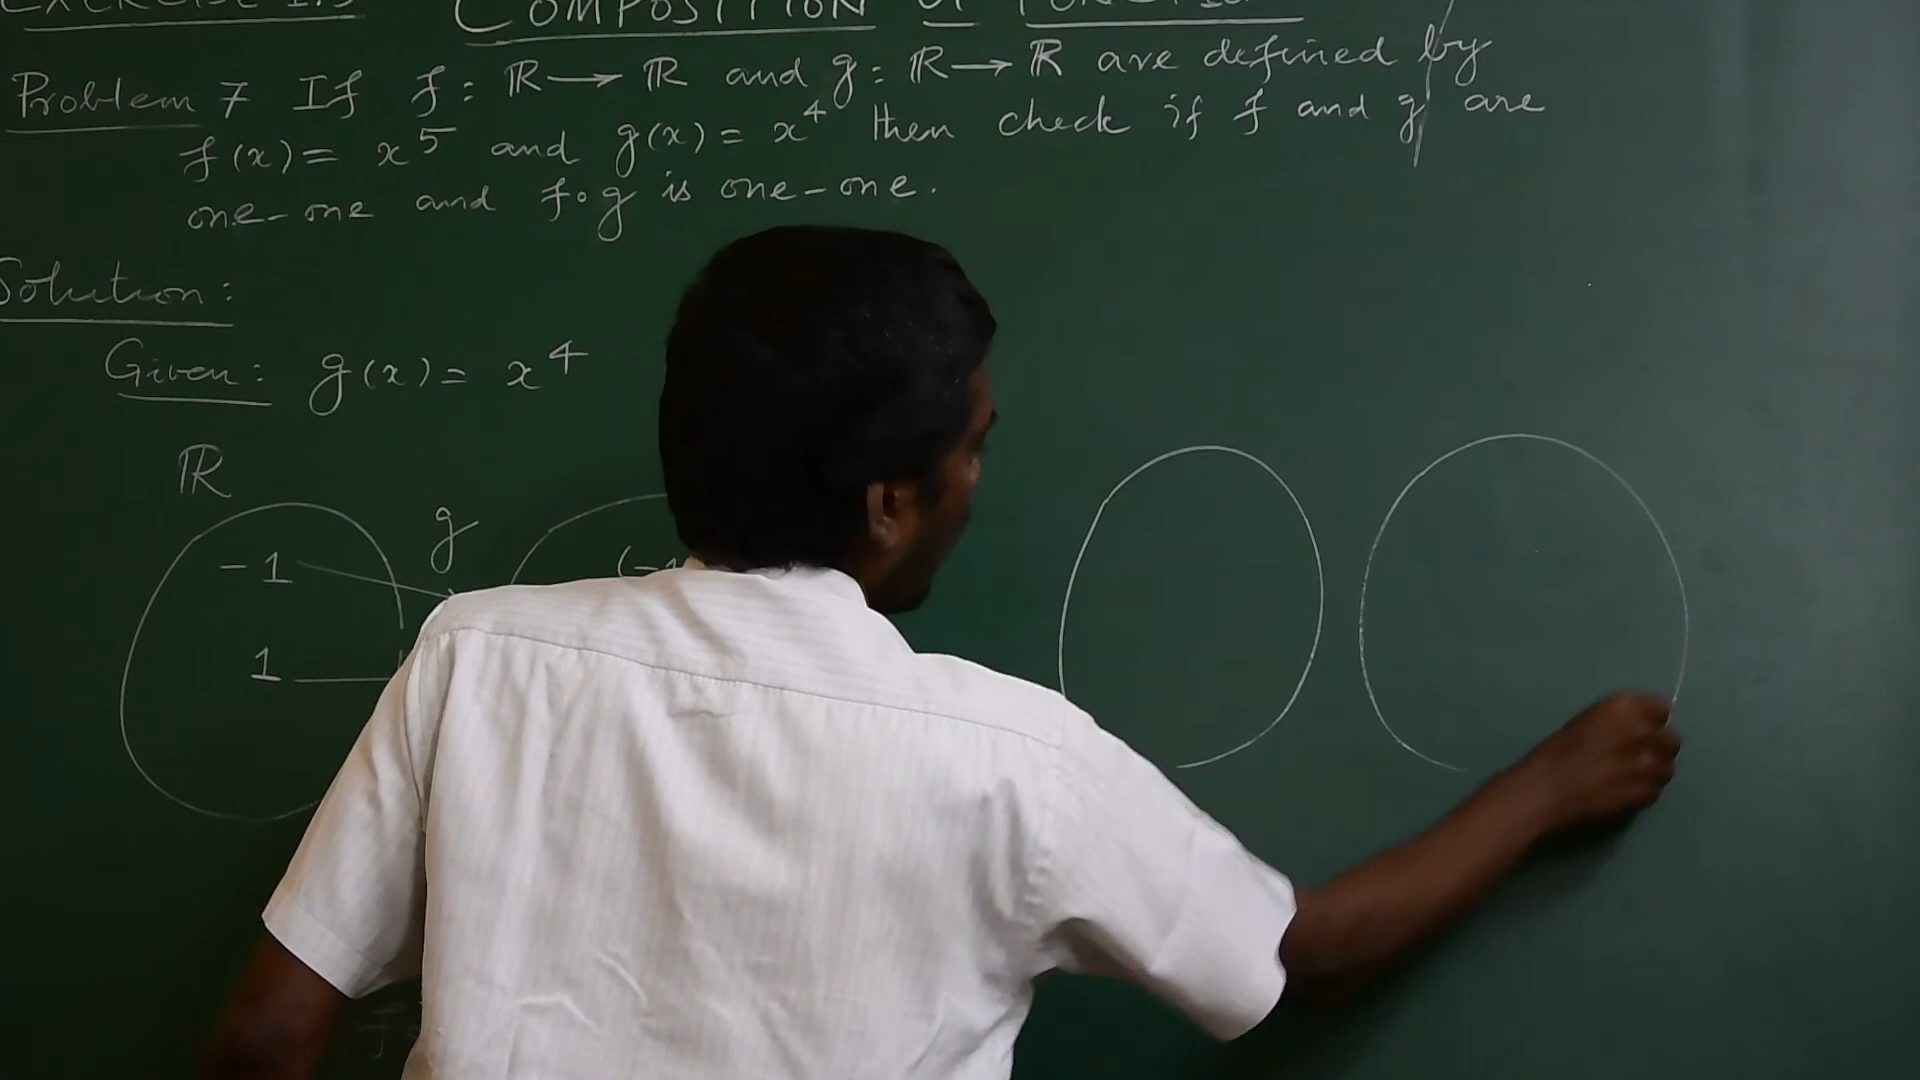 COMPOSITION
Problem 7 If f : ℝ ⟶ ℝ and g : ℝ ⟶ ℝ are defined by
f(x) = x⁵ and g(x) = x⁴ then check if f and g are
one-one and f∘g is one-one.
Solution:
Given: g(x) = x⁴
ℝ
g
-1
(-1
1